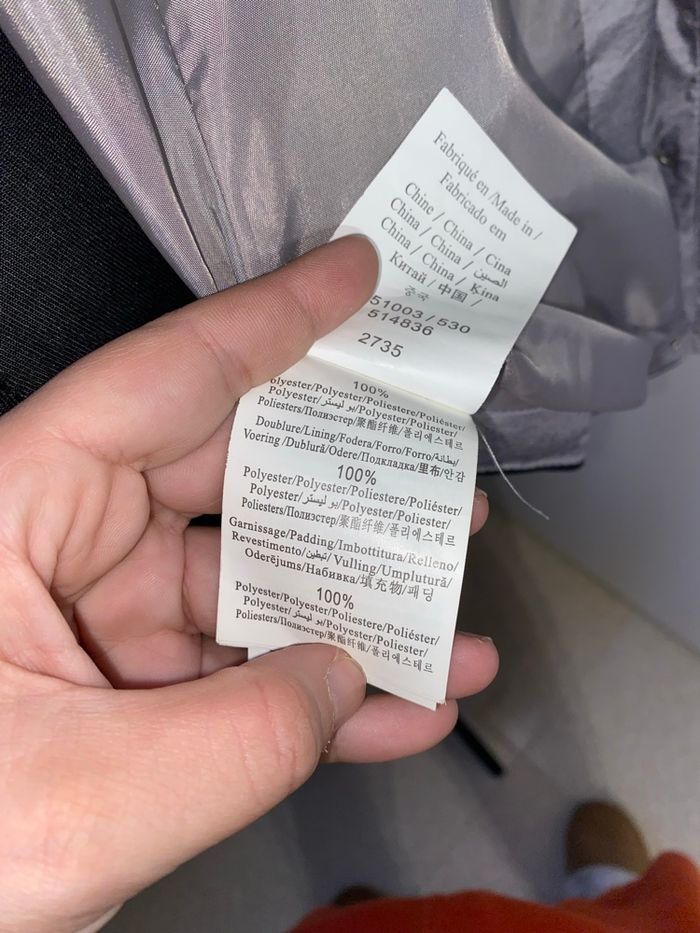 Fabriqué en /Made in /
Fabricado em
Chine / China / Cina
China / China / الصين
China / China / Kina
Китай / 中国 /
중국
51003 / 530
514836
2735
100%
olyester/Polyester/Poliestere/Poliéster/
Polyester/بوليستر/Polyester/Poliester/
Poliesters/Полиэстер/聚酯纤维/폴리에스테르
Doublure/Lining/Fodera/Forro/Forro/بطانة/
Voering /Dublură/Odere/Подкладка/里布/안감
100%
Polyester/Polyester/Poliestere/Poliéster/
Polyester/بوليستر/Polyester/Poliester/
Poliesters/Полиэстер/聚酯纤维/폴리에스테르
Garnissage/Padding/Imbottitura/Relleno/
Revestimento/تبطين/Vulling/Umplutură/
Oderējums/Набивка/填充物/패딩
100%
Polyester/Polyester/Poliestere/Poliéster/
Polyester/بوليستر/Polyester/Poliester/
Poliesters/Полиэстер/聚酯纤维/폴리에스테르